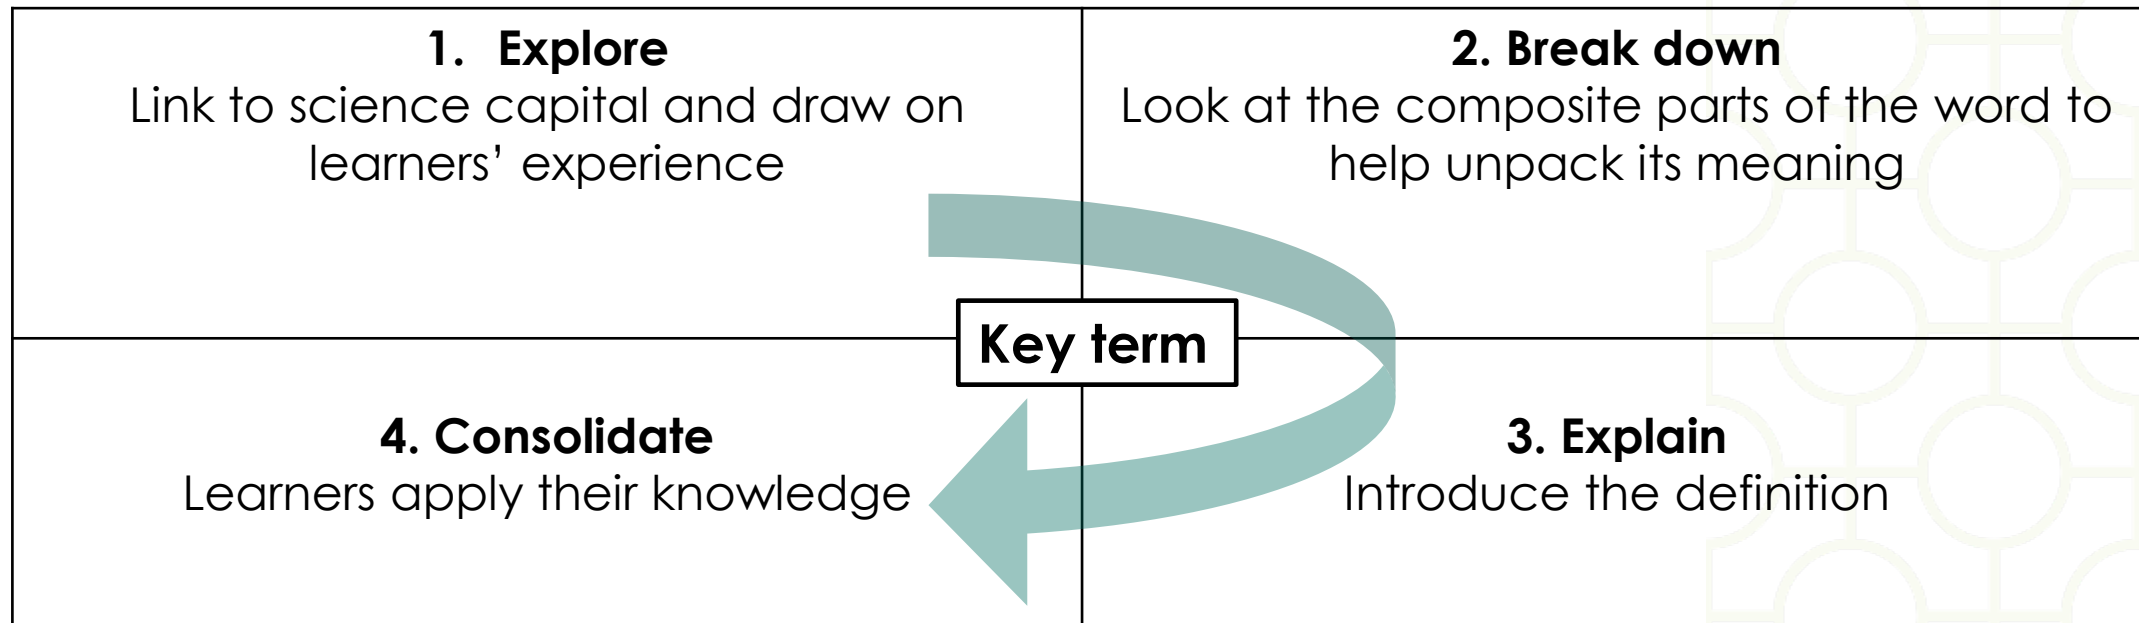 1. Explore
Link to science capital and draw on
learners’ experience
2. Break down
Look at the composite parts of the word to
help unpack its meaning
Key term
3. Explain
Introduce the definition
4. Consolidate
Learners apply their knowledge